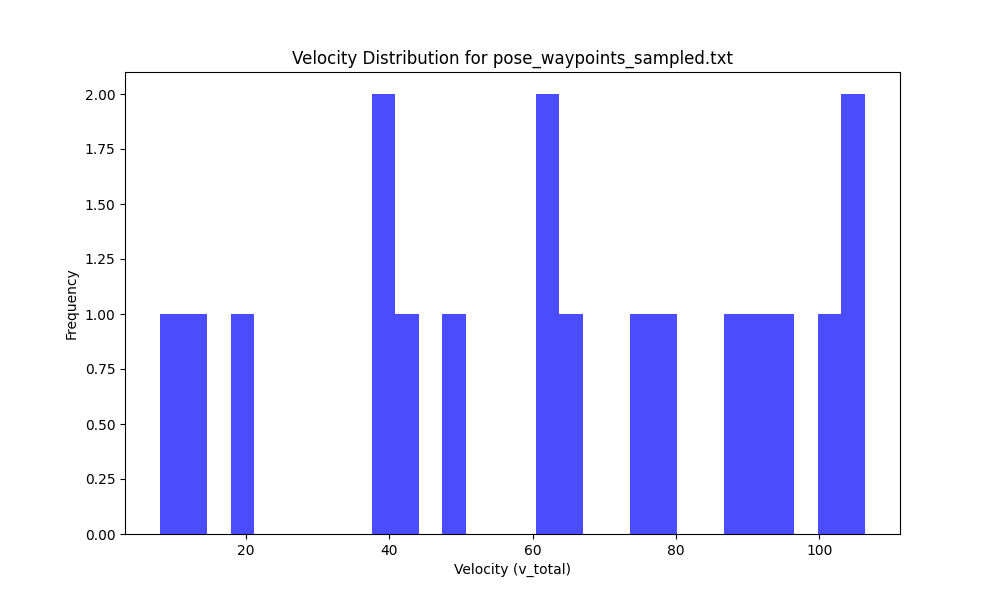 Velocity Distribution for pose_waypoints_sampled.txt
2.00
1.75
1.50
1.25
1.00
0.75
0.50
0.25
0.00
Frequency
20 40 60 80 100
Velocity (v_total)